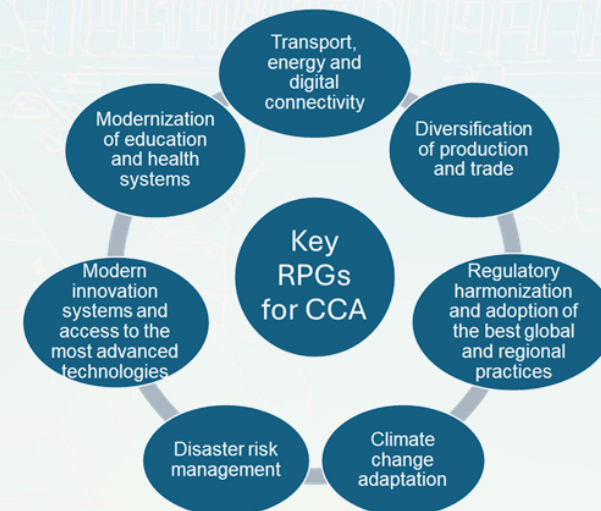 Transport,
energy and
digital
connectivity
Diversification
of production
and trade
Regulatory
harmonization
and adoption of
the best global
and regional
practices
Climate
change
adaptation
Disaster risk
management
Modern
innovation
systems and
access to the
most advanced
technologies
Modernization
of education
and health
systems
Key
RPGs
for CCA